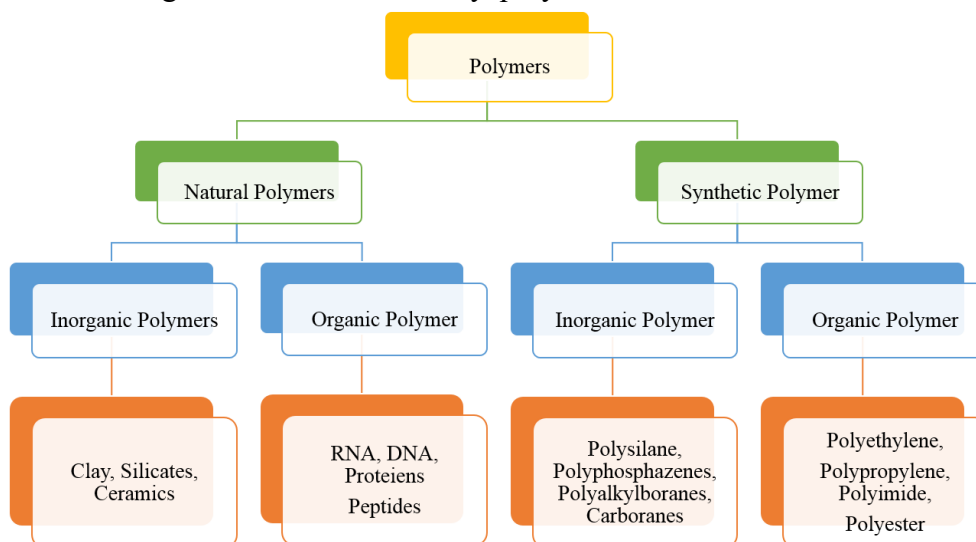 Polymers
Natural Polymers
Synthetic Polymer
Inorganic Polymers
Organic Polymer
Inorganic Polymer
Organic Polymer
Clay, Silicates,
Ceramics
RNA, DNA,
Proteiens
Peptides
Polysilane,
Polyphosphazenes,
Polyalkylboranes,
Carboranes
Polyethylene,
Polypropylene,
Polyimide,
Polyester